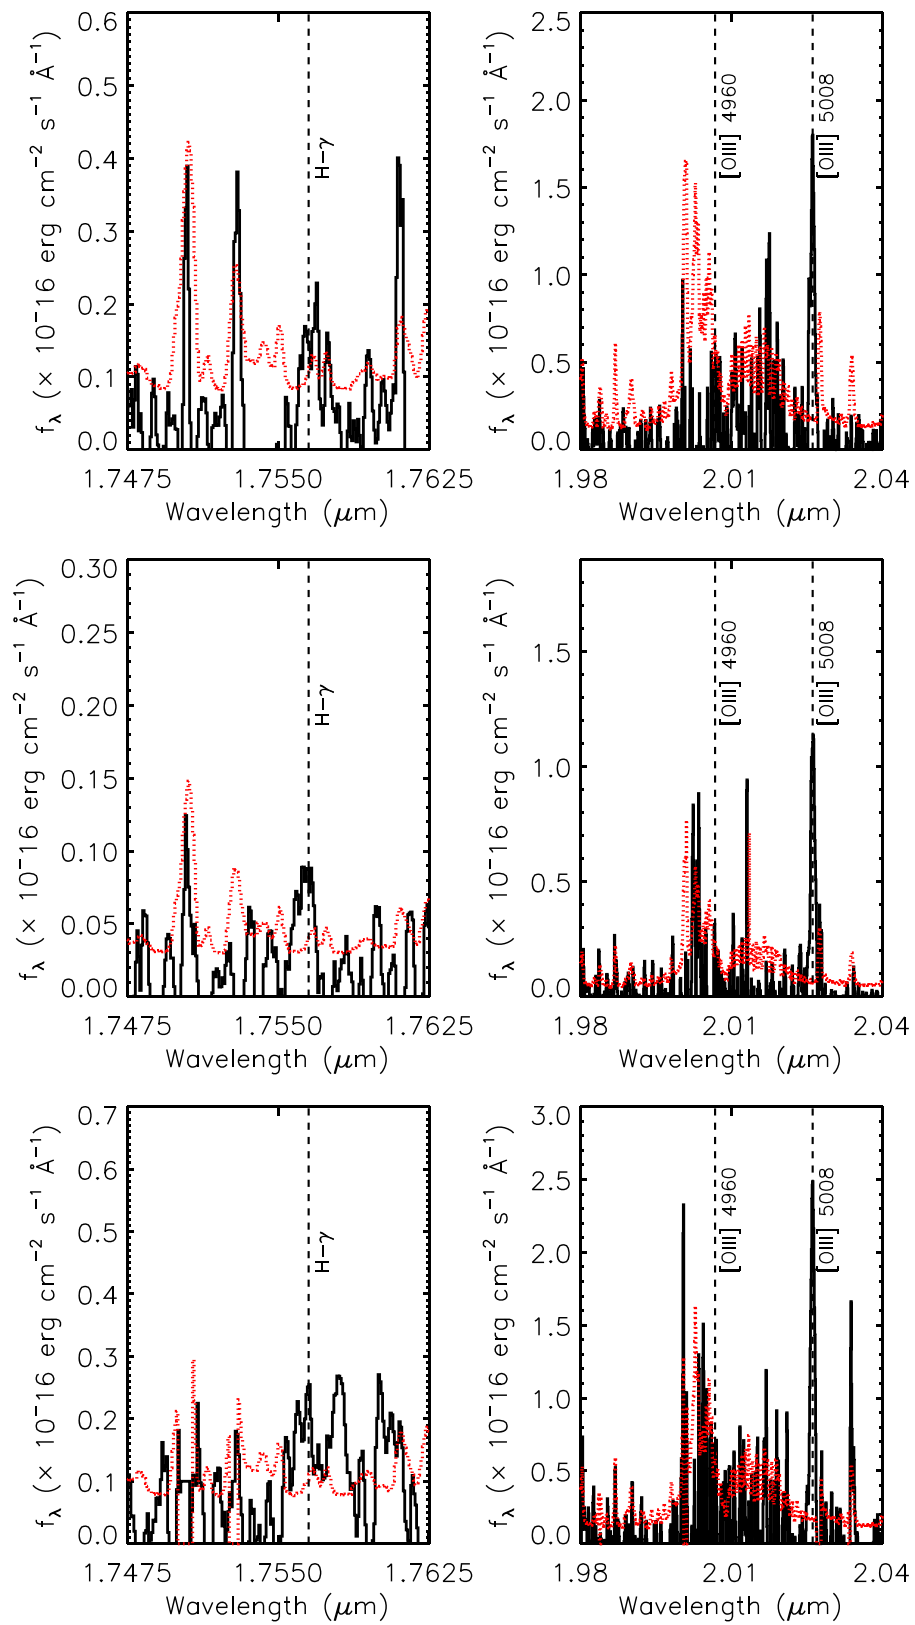 0.6
0.5
0.4
0.3
0.2
0.1
0.0
f_λ (× 10⁻16 erg cm⁻² s⁻¹ Å⁻¹)
H−γ
1.7475 1.7550 1.7625
Wavelength (μm)
2.5
2.0
1.5
1.0
0.5
0.0
f_λ (× 10⁻16 erg cm⁻² s⁻¹ Å⁻¹)
[OIII] 4960
[OIII] 5008
1.98 2.01 2.04
Wavelength (μm)
0.30
0.25
0.20
0.15
0.10
0.05
0.00
f_λ (× 10⁻16 erg cm⁻² s⁻¹ Å⁻¹)
H−γ
1.7475 1.7550 1.7625
Wavelength (μm)
1.5
1.0
0.5
0.0
f_λ (× 10⁻16 erg cm⁻² s⁻¹ Å⁻¹)
[OIII] 4960
[OIII] 5008
1.98 2.01 2.04
Wavelength (μm)
0.7
0.6
0.5
0.4
0.3
0.2
0.1
0.0
f_λ (× 10⁻16 erg cm⁻² s⁻¹ Å⁻¹)
H−γ
1.7475 1.7550 1.7625
Wavelength (μm)
3.0
2.5
2.0
1.5
1.0
0.5
0.0
f_λ (× 10⁻16 erg cm⁻² s⁻¹ Å⁻¹)
[OIII] 4960
[OIII] 5008
1.98 2.01 2.04
Wavelength (μm)